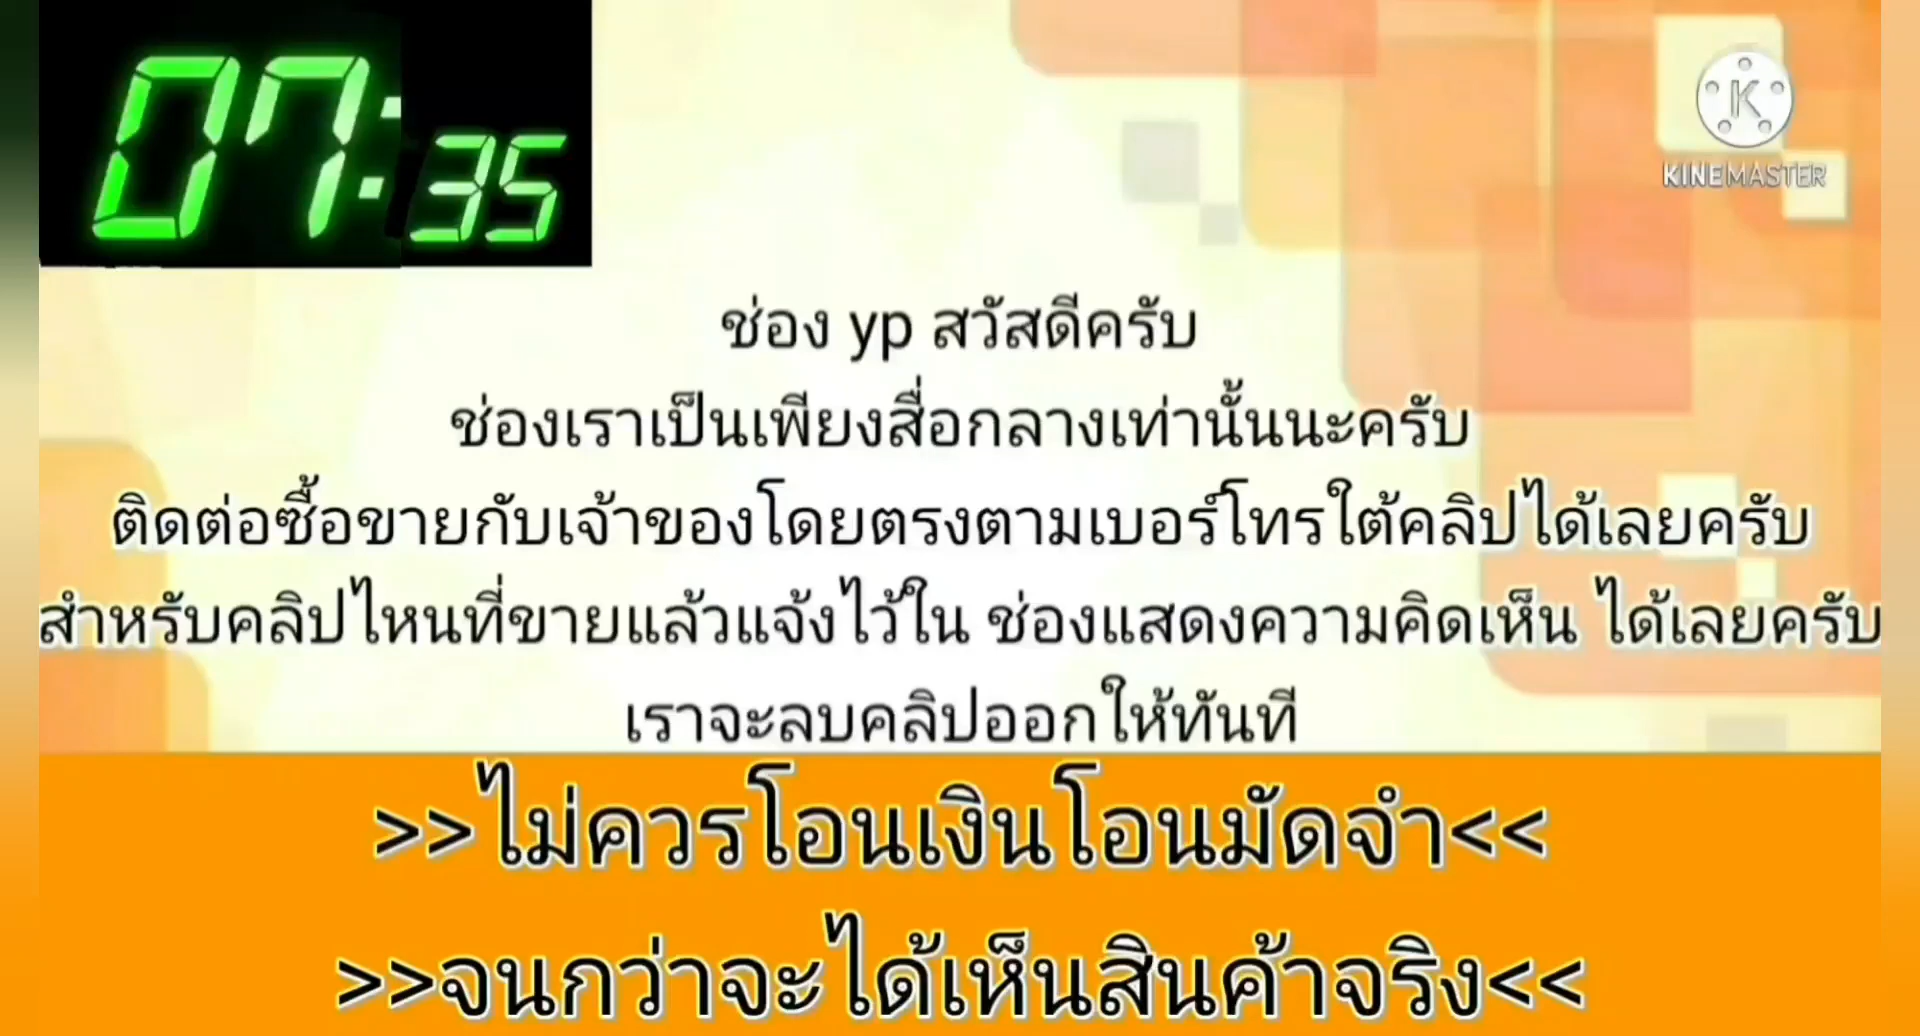 07:35
KINEMASTER
ช่อง yp สวัสดีครับ
ช่องเราเป็นเพียงสื่อกลางเท่านั้นนะครับ
ติดต่อซื้อขายกับเจ้าของโดยตรงตามเบอร์โทรใต้คลิปได้เลยครับ
สำหรับคลิปไหนที่ขายแล้วแจ้งไว้ใน ช่องแสดงความคิดเห็น ได้เลยครับ
เราจะลบคลิปออกให้ทันที
>>ไม่ควรโอนเงินโอนมัดจำ<<
>>จนกว่าจะได้เห็นสินค้าจริง<<